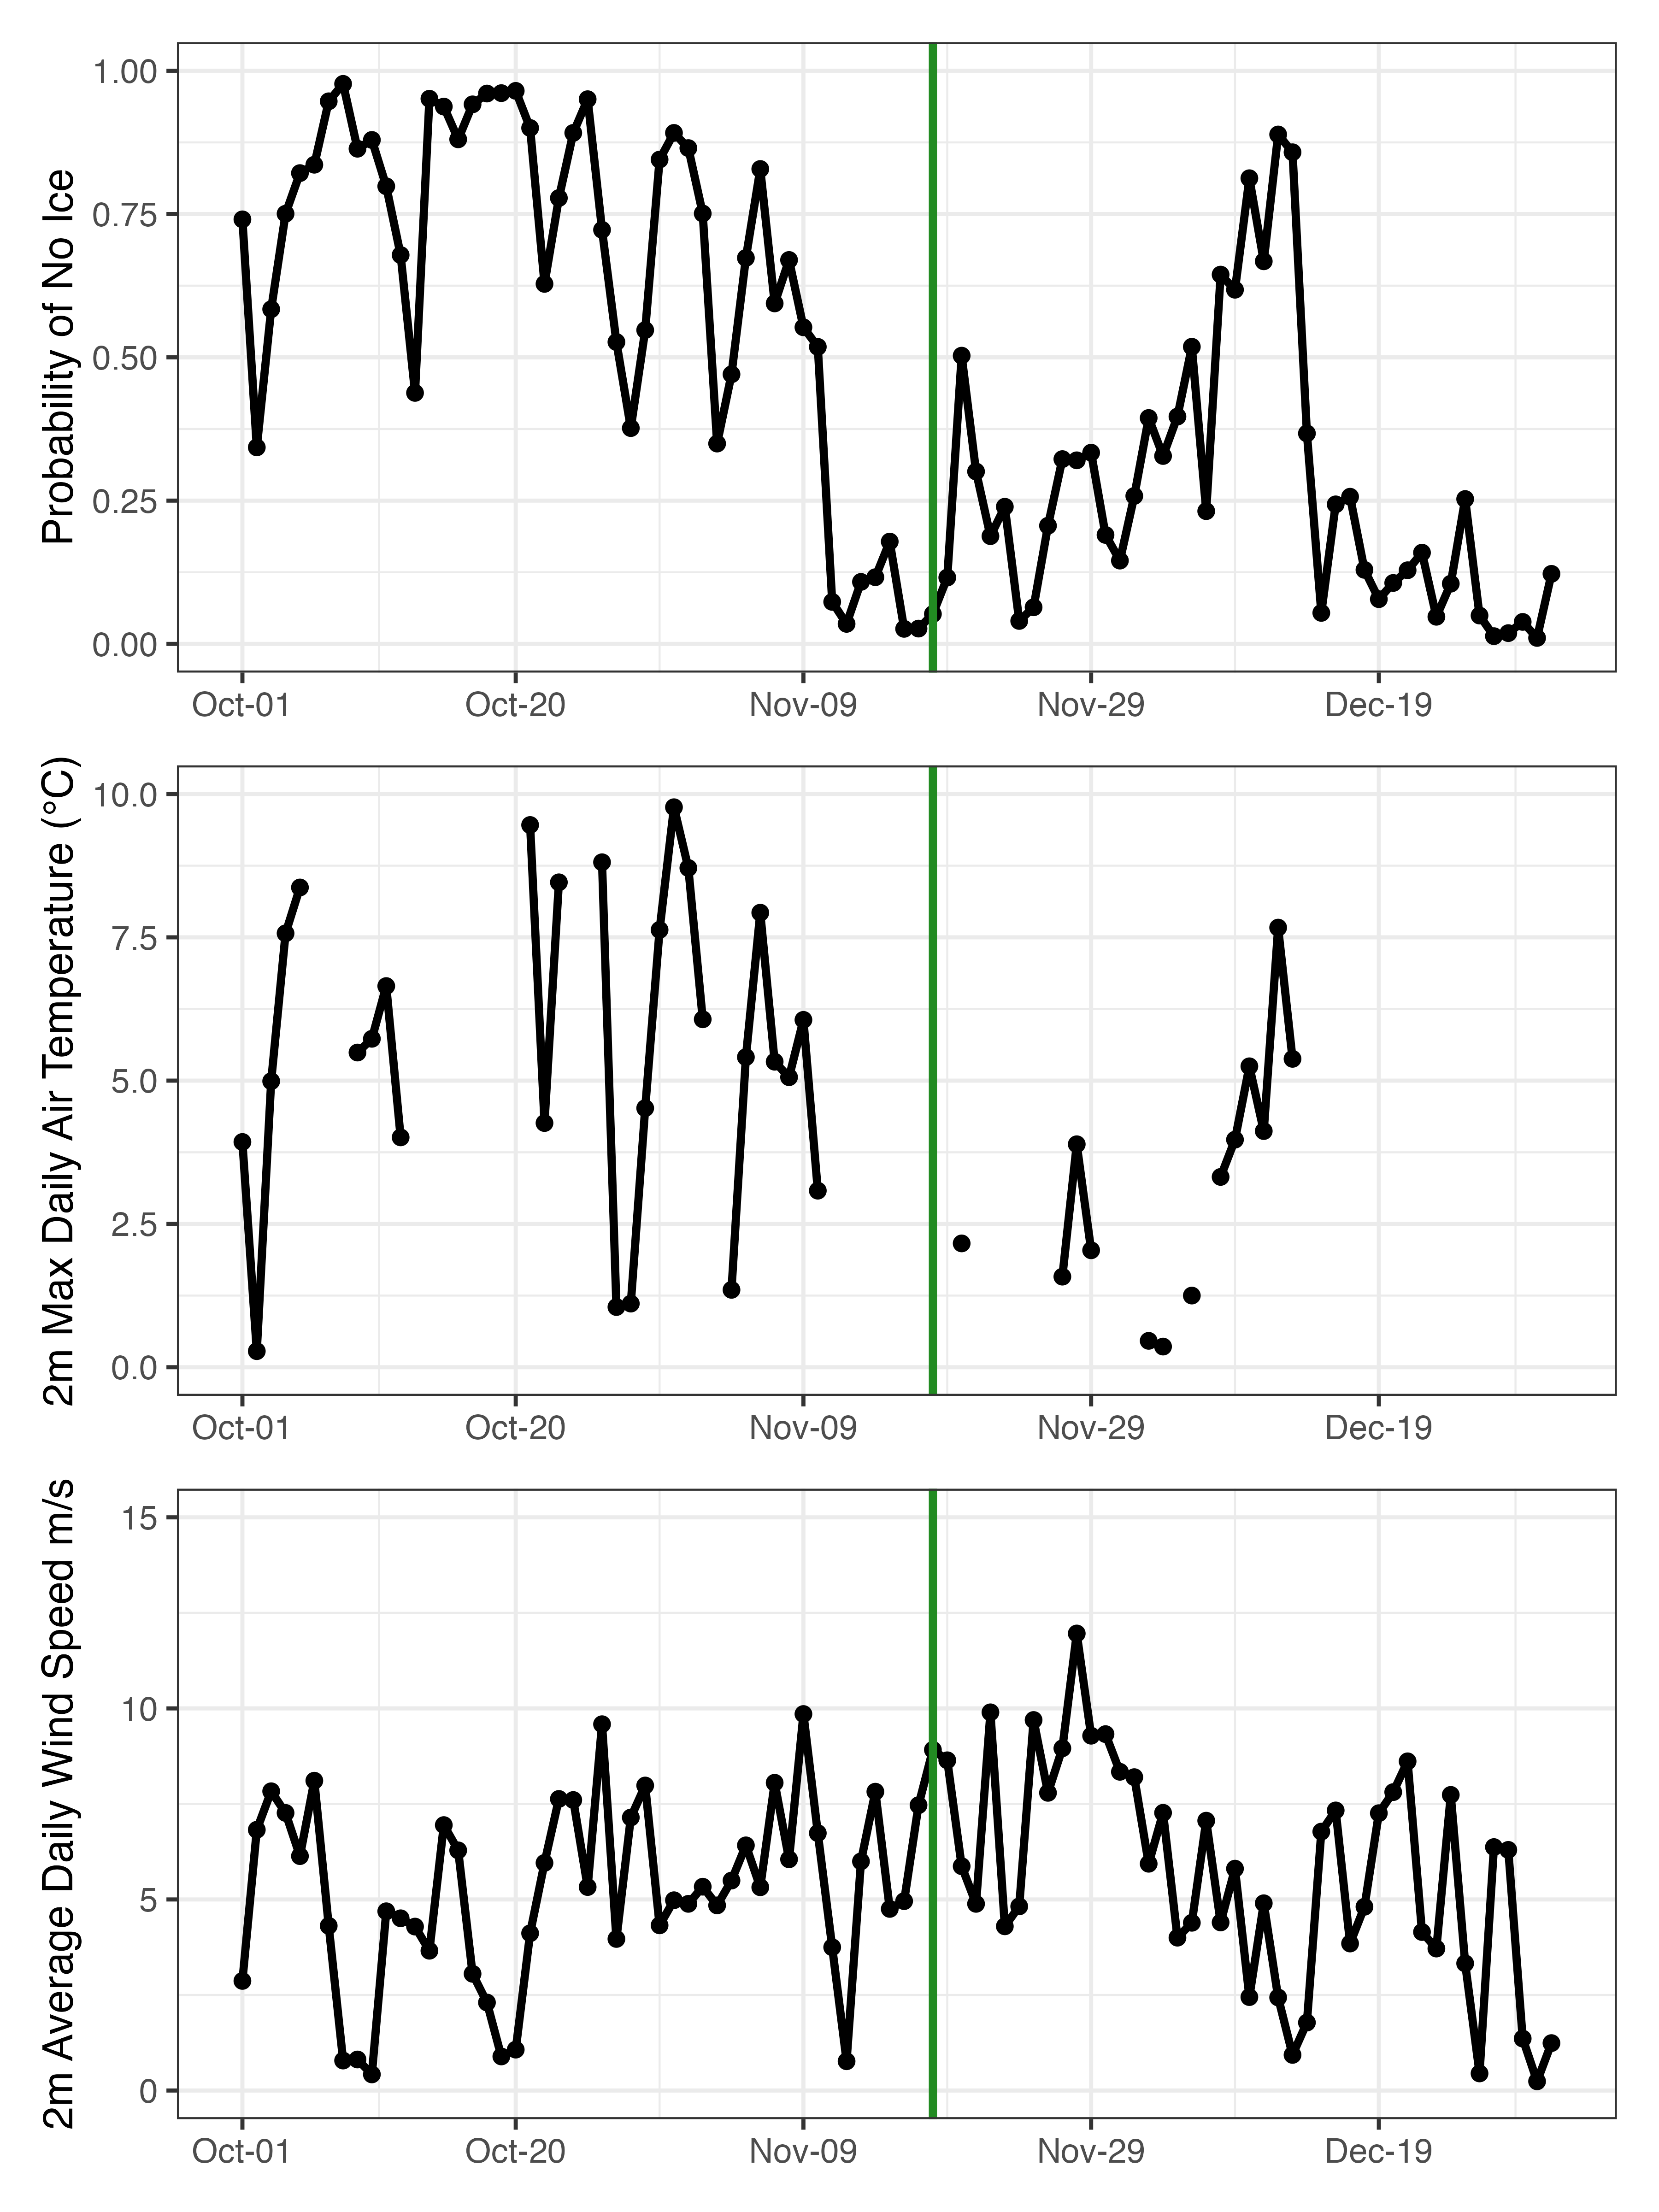 Probability of No Ice
1.00
0.75
0.50
0.25
0.00
Oct-01 Oct-20 Nov-09 Nov-29 Dec-19
2m Max Daily Air Temperature (°C)
10.0
7.5
5.0
2.5
0.0
Oct-01 Oct-20 Nov-09 Nov-29 Dec-19
2m Average Daily Wind Speed m/s
15
10
5
0
Oct-01 Oct-20 Nov-09 Nov-29 Dec-19